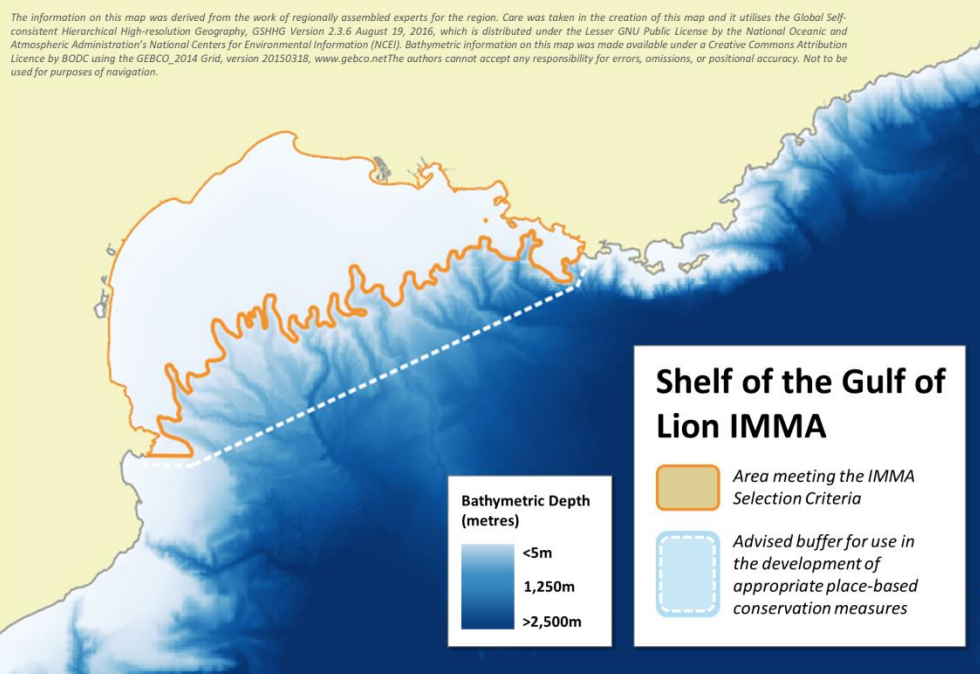 The information on this map was derived from the work of regionally assembled experts for the region. Care was taken in the creation of this map and it utilises the Global Self-
consistent Hierarchical High-resolution Geography, GSHHG Version 2.3.6 August 19, 2016, which is distributed under the Lesser GNU Public License by the National Oceanic and
Atmospheric Administration's National Centers for Environmental Information (NCEI). Bathymetric information on this map was made available under a Creative Commons Attribution
Licence by BODC using the GEBCO_2014 Grid, version 20150318, www.gebco.netThe authors cannot accept any responsibility for errors, omissions, or positional accuracy. Not to be
used for purposes of navigation.
Shelf of the Gulf of
Lion IMMA
Area meeting the IMMA
Selection Criteria
Advised buffer for use in
the development of
appropriate place-based
conservation measures
Bathymetric Depth
(metres)
<5m
1,250m
>2,500m